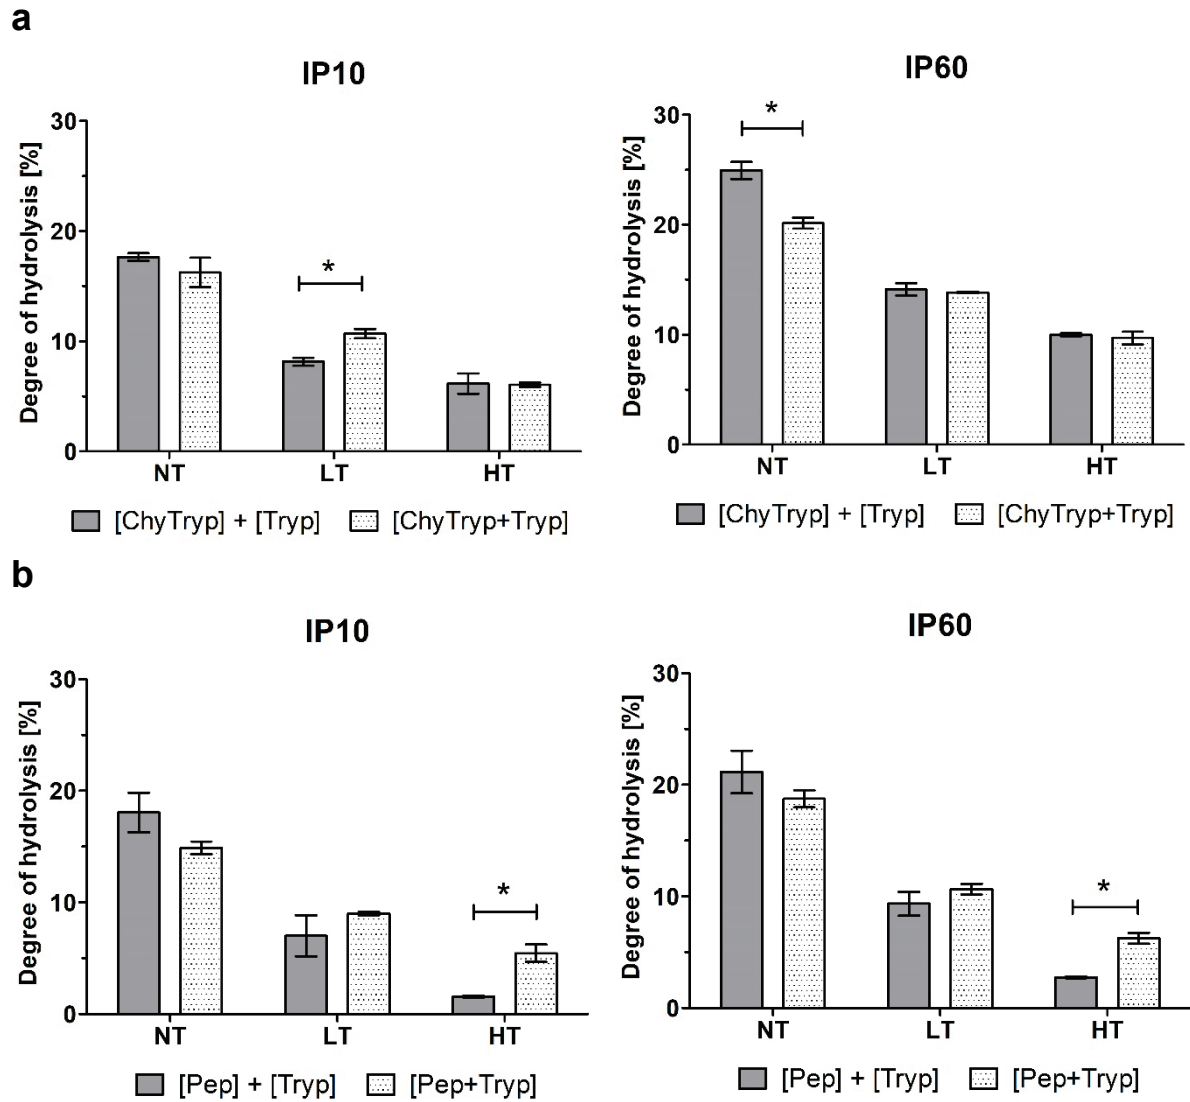 a
IP10
Degree of hydrolysis [%]
30
20
10
0
*
NT LT HT
[ChyTryp] + [Tryp] [ChyTryp+Tryp]
IP60
Degree of hydrolysis [%]
30
20
10
0
*
NT LT HT
[ChyTryp] + [Tryp] [ChyTryp+Tryp]
b
IP10
Degree of hydrolysis [%]
30
20
10
0
*
NT LT HT
[Pep] + [Tryp] [Pep+Tryp]
IP60
Degree of hydrolysis [%]
30
20
10
0
*
NT LT HT
[Pep] + [Tryp] [Pep+Tryp]